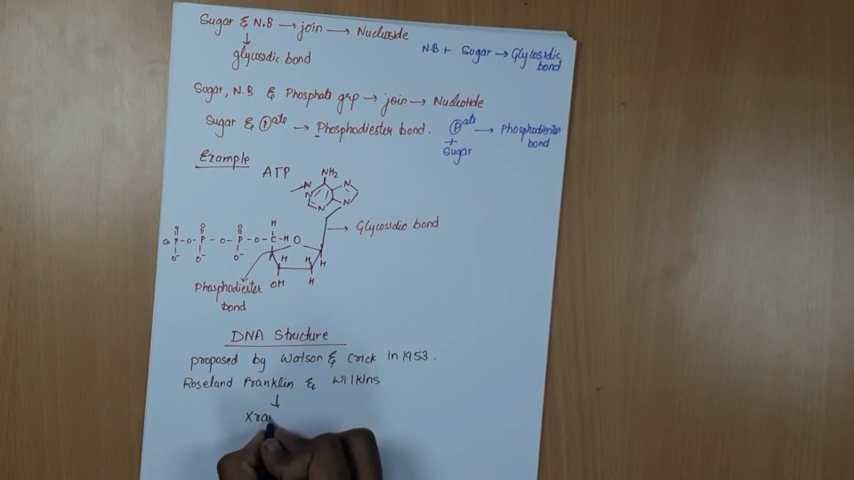 Sugar & N.B → join → Nucleoside
↓
glycosidic bond
N.B + Sugar → Glycosidic
bond
Sugar, N.B & Phosphate grp → join → Nucleotide
Sugar & Pate → Phosphodiester bond.
Pate → Phosphodiester
+ bond
Sugar
Example
ATP
NH2
N N
N N N
Glycosidic bond
H
O O O
O-P-O-P-O-P-O-C-H O
O- O- O- H H H H
OH H
Phosphodiester
bond
DNA Structure
proposed by Watson & Crick in 1953.
Roseland Franklin & Wilkins
↓
Xra